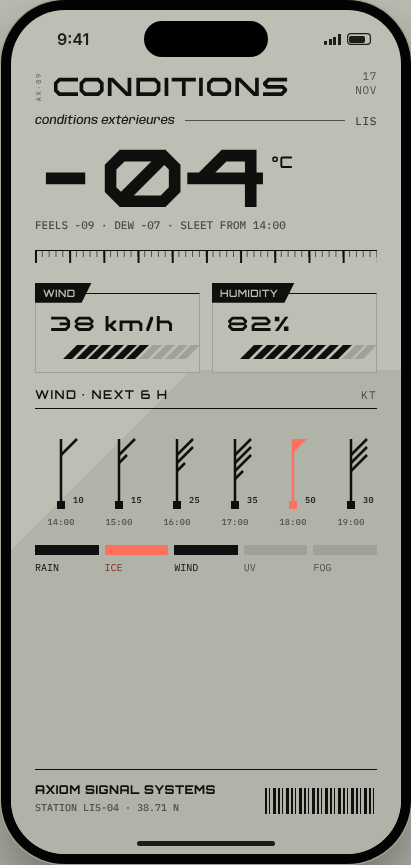 9:41
AX·09
CONDITIONS
17
NOV
conditions extérieures
LIS
-04 °C
FEELS -09 · DEW -07 · SLEET FROM 14:00
WIND
38 km/h
HUMIDITY
82%
WIND · NEXT 6 H
KT
10 15 25 35 50 30
14:00 15:00 16:00 17:00 18:00 19:00
RAIN ICE WIND UV FOG
AXIOM SIGNAL SYSTEMS
STATION LIS-04 · 38.71 N